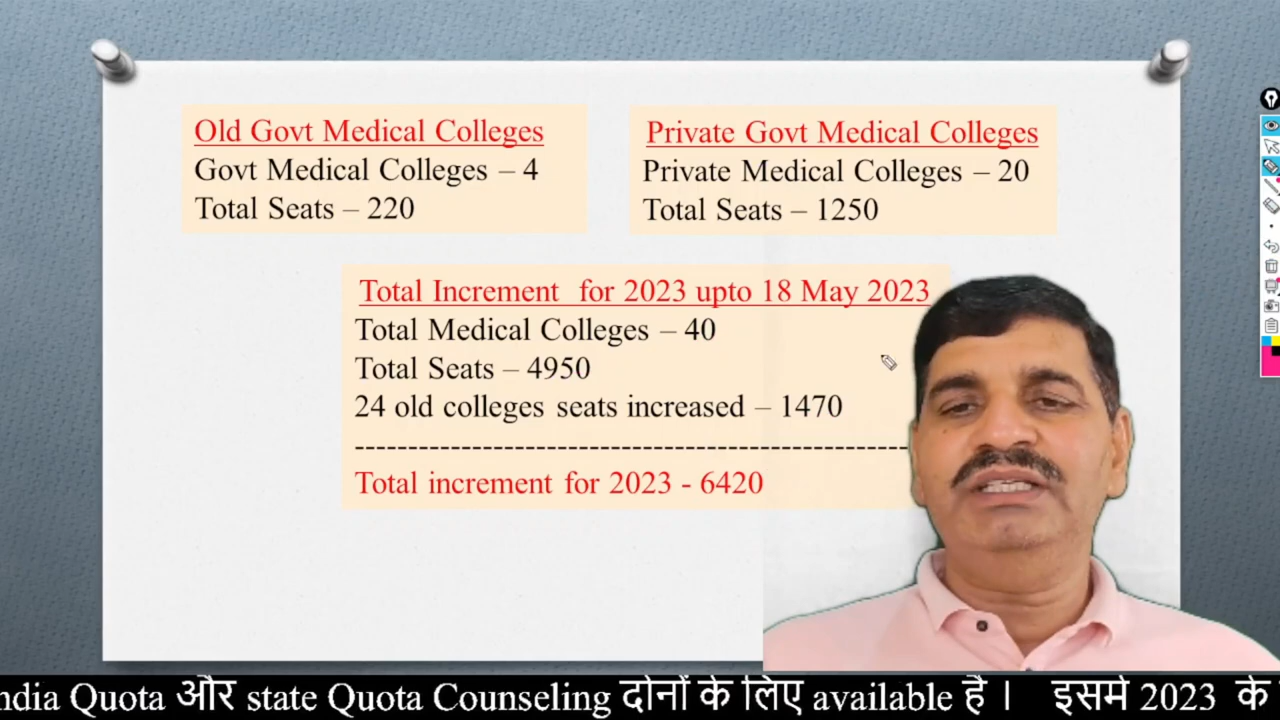 Old Govt Medical Colleges
Govt Medical Colleges – 4
Total Seats – 220
Private Govt Medical Colleges
Private Medical Colleges – 20
Total Seats – 1250
Total Increment for 2023 upto 18 May 2023
Total Medical Colleges – 40
Total Seats – 4950
24 old colleges seats increased – 1470
Total increment for 2023 - 6420
Quota और state Quota Counseling दोनों के लिए available है । इसमे 2023 के